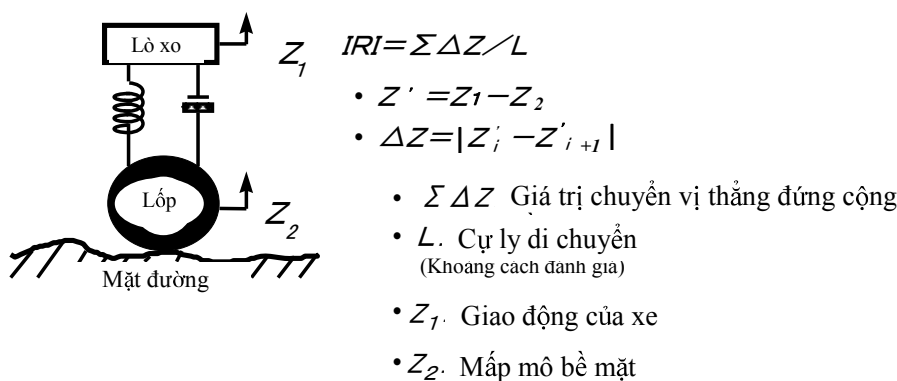 Lò xo
Z1
IRI=ΣΔZ/L
• Z'=Z1−Z2
• ΔZ=|Z'i−Z'i+1|
Lốp
Z2
Mặt đường
• ΣΔZ Giá trị chuyển vị thẳng đứng cộng
• L. Cự ly di chuyển
(Khoảng cách đánh giá)
• Z1. Giao động của xe
• Z2. Mấp mô bề mặt